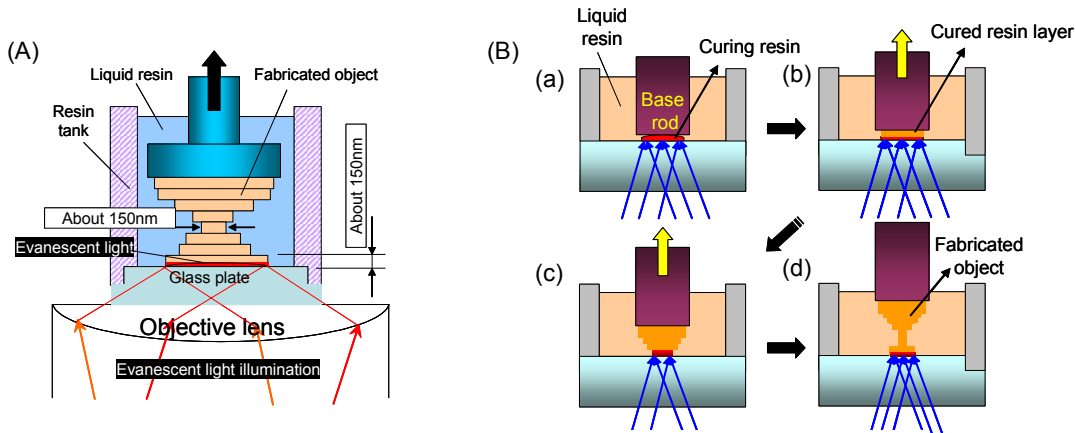 (A)
Liquid resin
Fabricated object
Resin
tank
About 150nm
About 150nm
Evanescent light
Glass plate
Objective lens
Evanescent light illumination
(B)
Liquid
resin
Curing resin
Cured resin layer
(a)
Base
rod
(b)
(c)
(d)
Fabricated
object